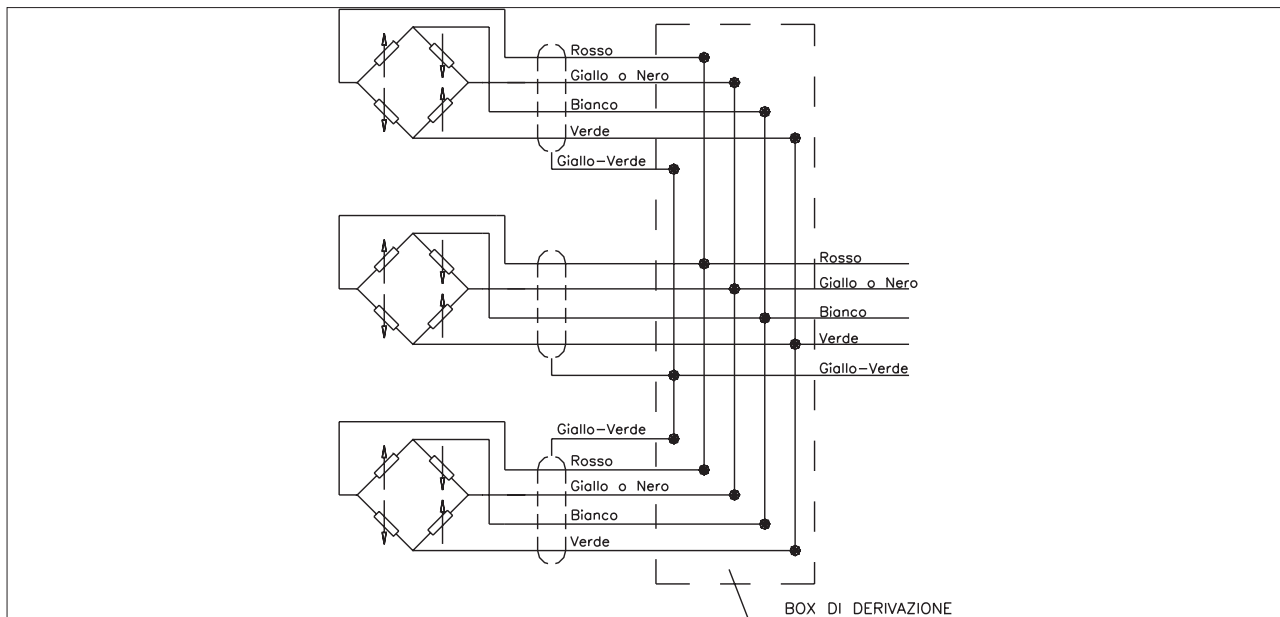 Rosso
Giallo o Nero
Bianco
Verde
Giallo-Verde
Rosso
Giallo o Nero
Bianco
Verde
Giallo-Verde
Giallo-Verde
Rosso
Giallo o Nero
Bianco
Verde
BOX DI DERIVAZIONE